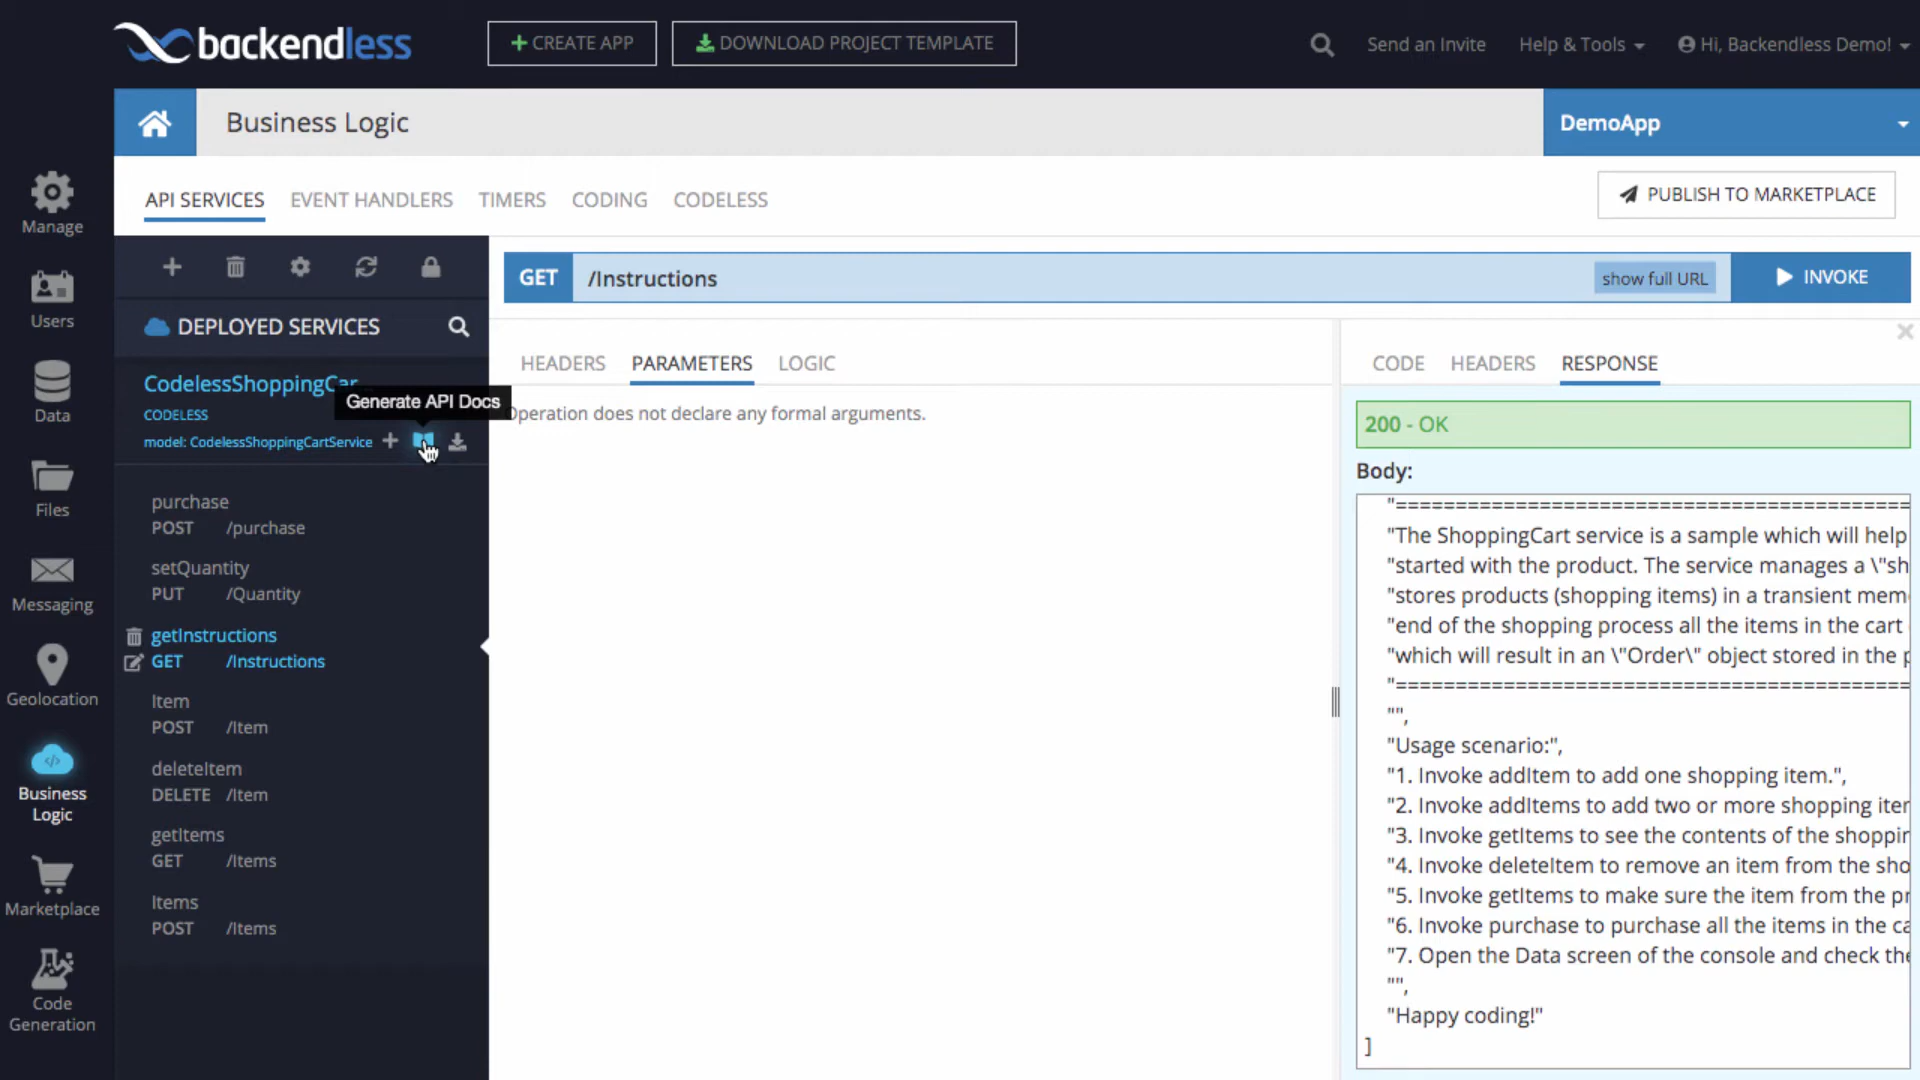 backendless
CREATE APP
DOWNLOAD PROJECT TEMPLATE
Send an Invite
Help & Tools
Hi, Backendless Demo!
Business Logic
DemoApp
API SERVICES
EVENT HANDLERS
TIMERS
CODING
CODELESS
PUBLISH TO MARKETPLACE
Manage
Users
Data
Files
Messaging
Geolocation
Business
Logic
Marketplace
Code
Generation
DEPLOYED SERVICES
CodelessShoppingCar
CODELESS
Generate API Docs
model: CodelessShoppingCartService
purchase
POST /purchase
setQuantity
PUT /Quantity
getInstructions
GET /Instructions
Item
POST /Item
deleteItem
DELETE /Item
getItems
GET /Items
Items
POST /Items
GET /Instructions
show full URL
INVOKE
HEADERS
PARAMETERS
LOGIC
Operation does not declare any formal arguments.
CODE
HEADERS
RESPONSE
200 - OK
Body:
"===========================================
"The ShoppingCart service is a sample which will help
"started with the product. The service manages a \"sh
"stores products (shopping items) in a transient mem
"end of the shopping process all the items in the cart
"which will result in an \"Order\" object stored in the p
"===========================================
"",
"Usage scenario:",
"1. Invoke addItem to add one shopping item.",
"2. Invoke addItems to add two or more shopping iter
"3. Invoke getItems to see the contents of the shoppir
"4. Invoke deleteItem to remove an item from the sho
"5. Invoke getItems to make sure the item from the pr
"6. Invoke purchase to purchase all the items in the ca
"7. Open the Data screen of the console and check the
"",
"Happy coding!"
]